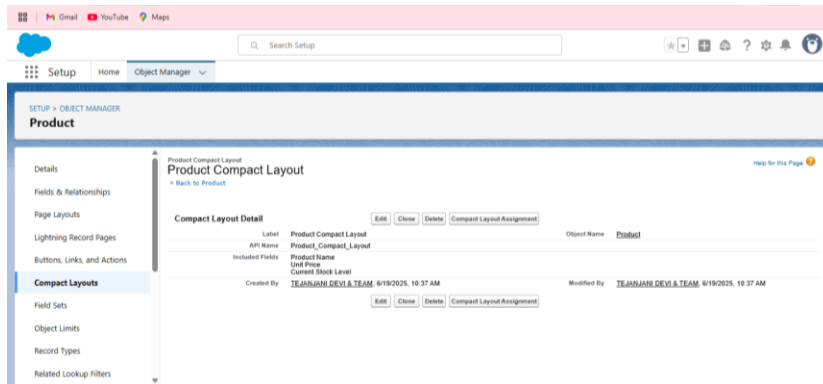 Gmail YouTube Maps
Search Setup
Setup Home Object Manager
SETUP > OBJECT MANAGER
Product
Details
Fields & Relationships
Page Layouts
Lightning Record Pages
Buttons, Links, and Actions
Compact Layouts
Field Sets
Object Limits
Record Types
Related Lookup Filters
Product Compact Layout
Product Compact Layout
« Back to Product
Help for this Page
Compact Layout Detail Edit Clone Delete Compact Layout Assignment
Label Product Compact Layout Object Name Product
API Name Product_Compact_Layout
Included Fields Product Name
Unit Price
Current Stock Level
Created By TEJANJANI DEVI & TEAM, 6/19/2025, 10:37 AM Modified By TEJANJANI DEVI & TEAM, 6/19/2025, 10:37 AM
Edit Clone Delete Compact Layout Assignment